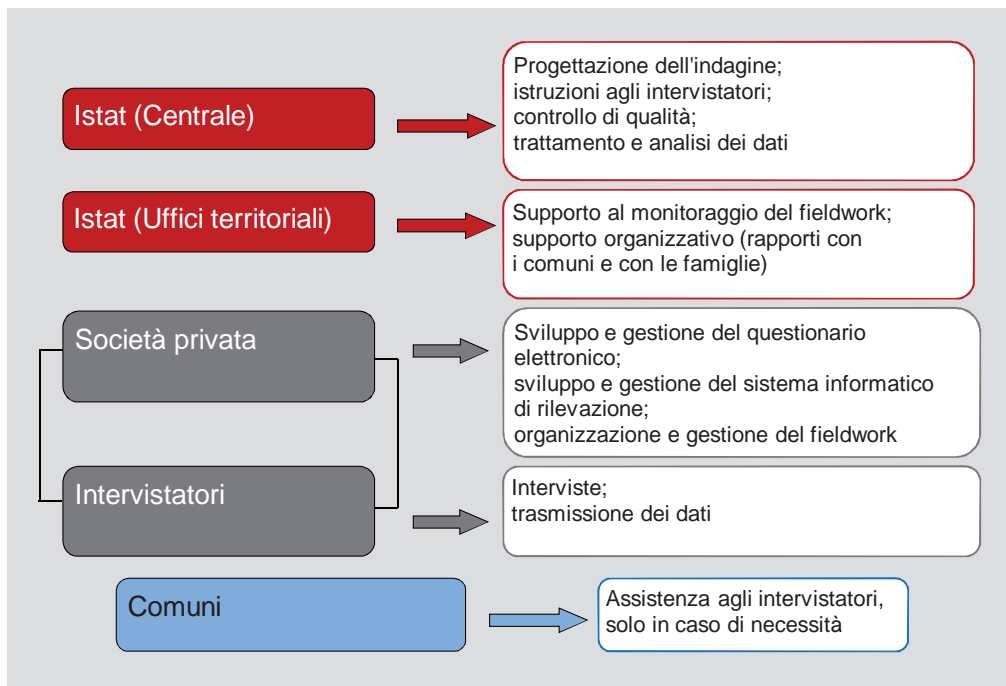 Istat (Centrale)
Progettazione dell'indagine;
istruzioni agli intervistatori;
controllo di qualità;
trattamento e analisi dei dati
Istat (Uffici territoriali)
Supporto al monitoraggio del fieldwork;
supporto organizzativo (rapporti con
i comuni e con le famiglie)
Società privata
Sviluppo e gestione del questionario
elettronico;
sviluppo e gestione del sistema informatico
di rilevazione;
organizzazione e gestione del fieldwork
Intervistatori
Interviste;
trasmissione dei dati
Comuni
Assistenza agli intervistatori,
solo in caso di necessità